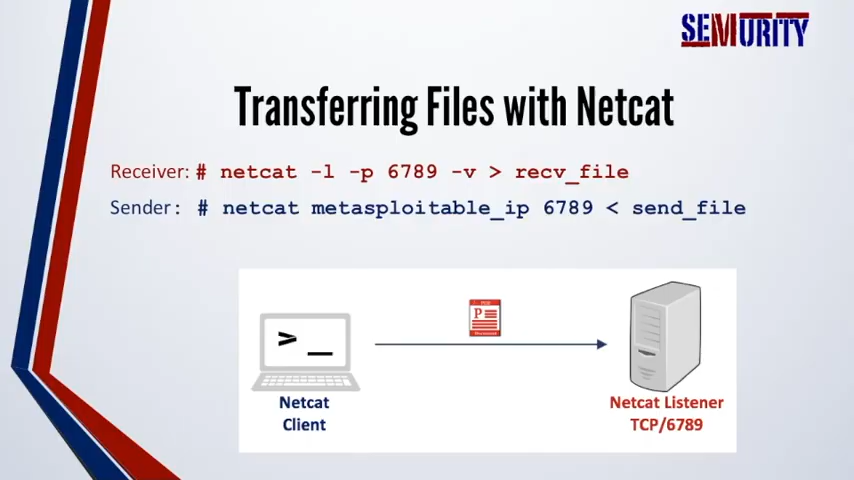 SEMURITY
Transferring Files with Netcat
Receiver: # netcat -l -p 6789 -v > recv_file
Sender: # netcat metasploitable_ip 6789 < send_file
>_
P
Netcat
Client
Netcat Listener
TCP/6789